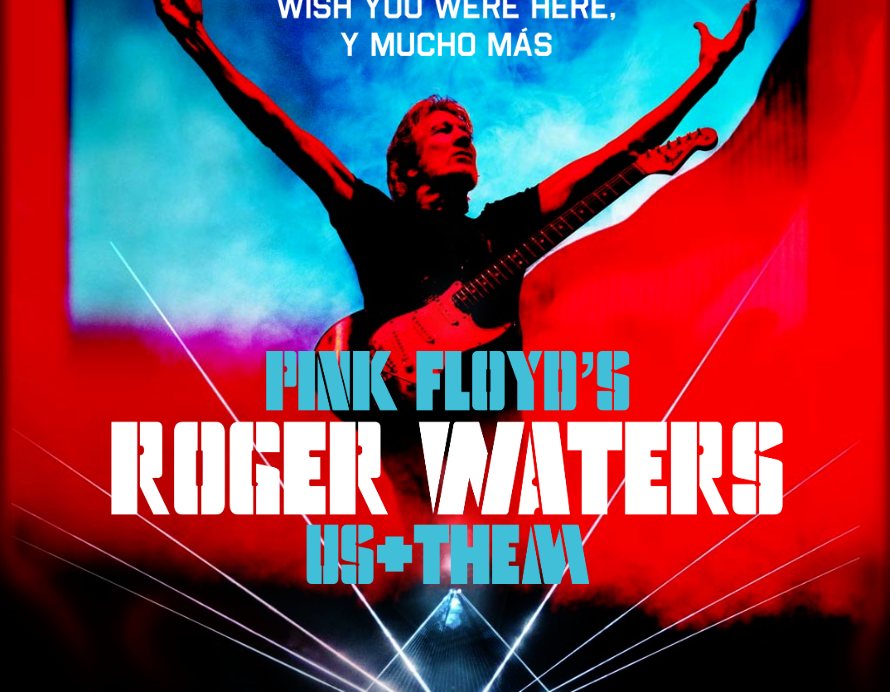 WISH YOU WERE HERE,
Y MUCHO MÁS
PINK FLOYD'S
ROGER WATERS
US+THEM